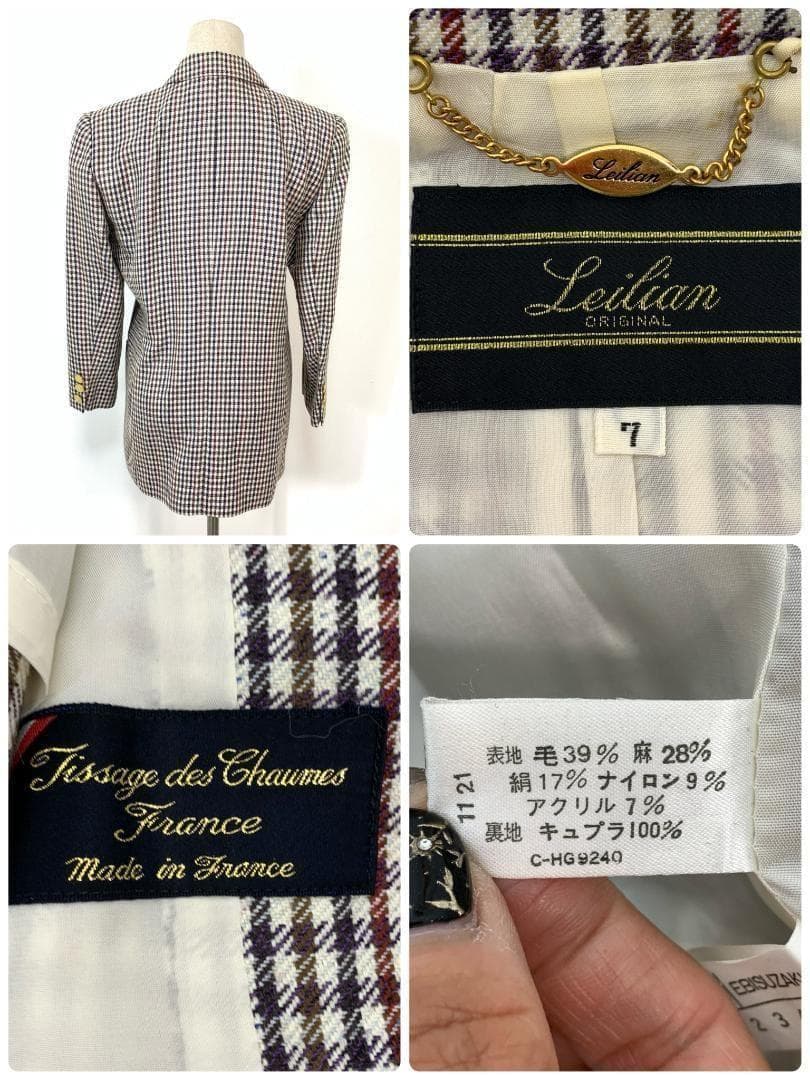 Leilian
Leilian
ORIGINAL
7
Tissage des Chaumes
France
Made in France
表地 毛39% 麻28%
絹17% ナイロン9%
アクリル7%
裏地 キュプラ100%
C-HG9240
11 21
2 3